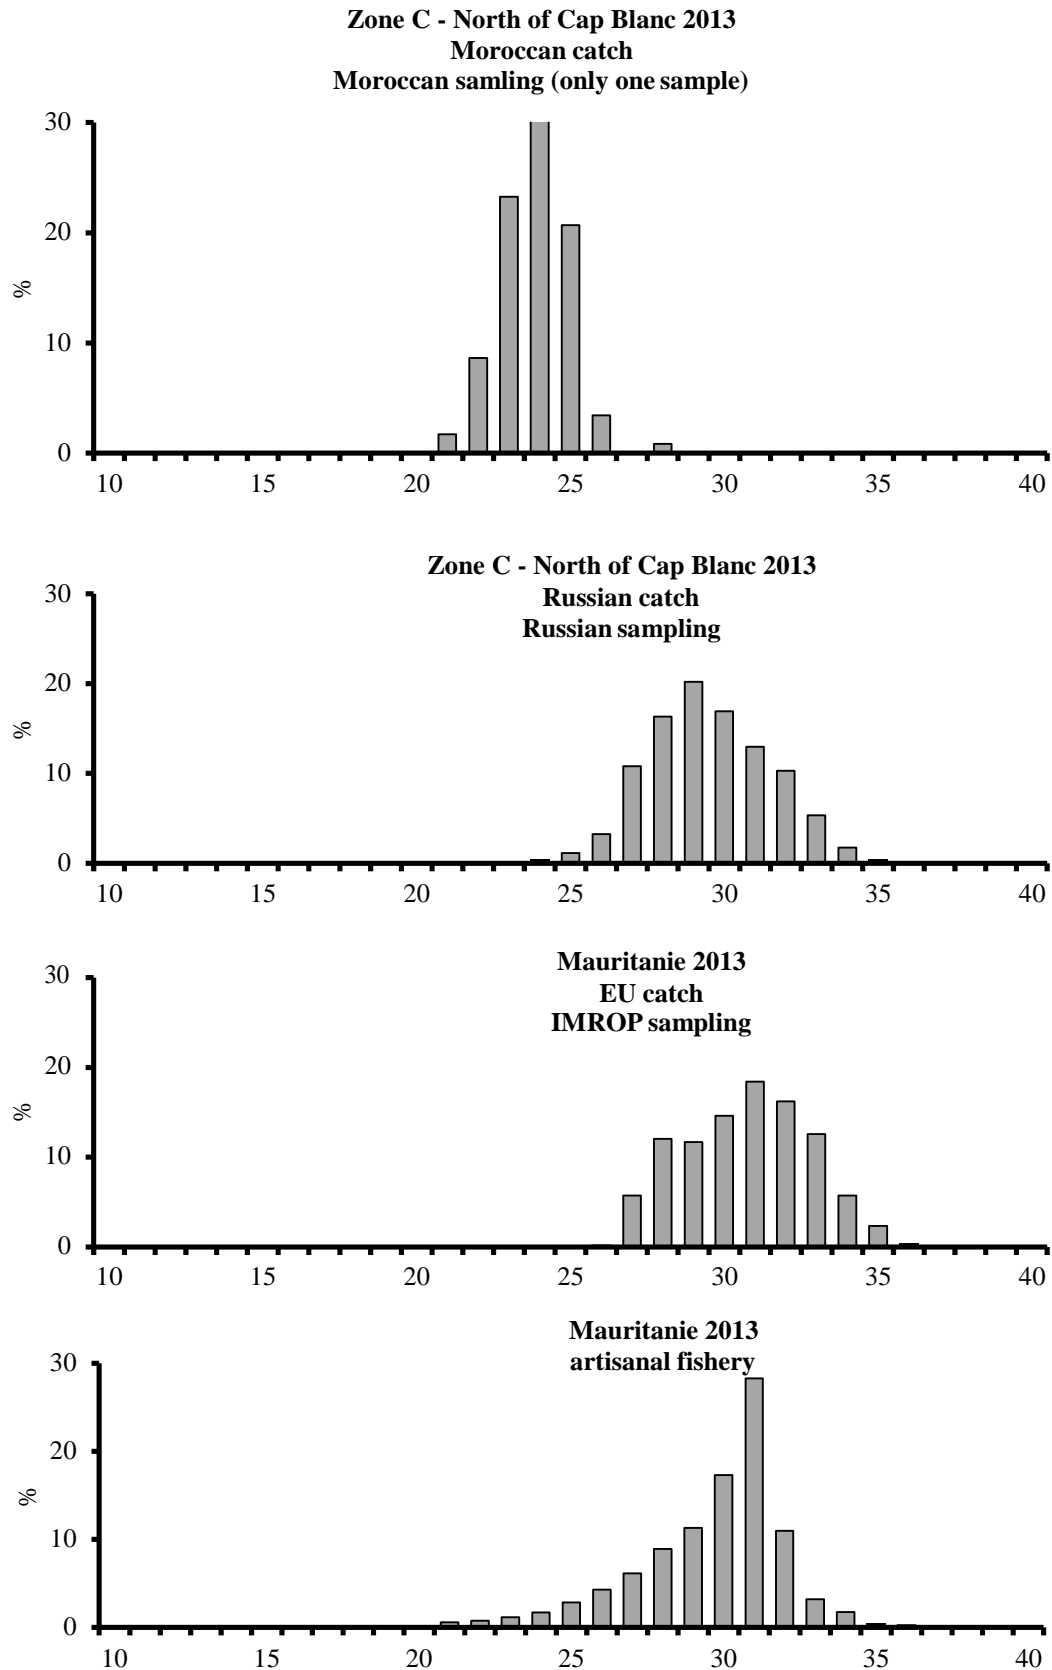 Zone C - North of Cap Blanc 2013
Moroccan catch
Moroccan samling (only one sample)
30
20
10
0
%
10 15 20 25 30 35 40
Zone C - North of Cap Blanc 2013
Russian catch
Russian sampling
30
20
10
0
%
10 15 20 25 30 35 40
Mauritanie 2013
EU catch
IMROP sampling
30
20
10
0
%
10 15 20 25 30 35 40
Mauritanie 2013
artisanal fishery
30
20
10
0
%
10 15 20 25 30 35 40